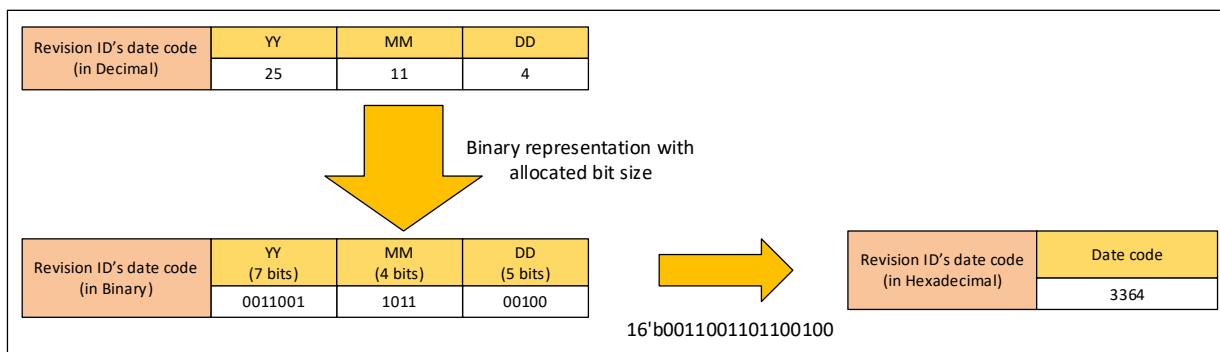 Revision ID's date code
(in Decimal)
YY
MM
DD
25
11
4
Binary representation with
allocated bit size
Revision ID's date code
(in Binary)
YY
(7 bits)
MM
(4 bits)
DD
(5 bits)
0011001
1011
00100
16'b0011001101100100
Revision ID's date code
(in Hexadecimal)
Date code
3364